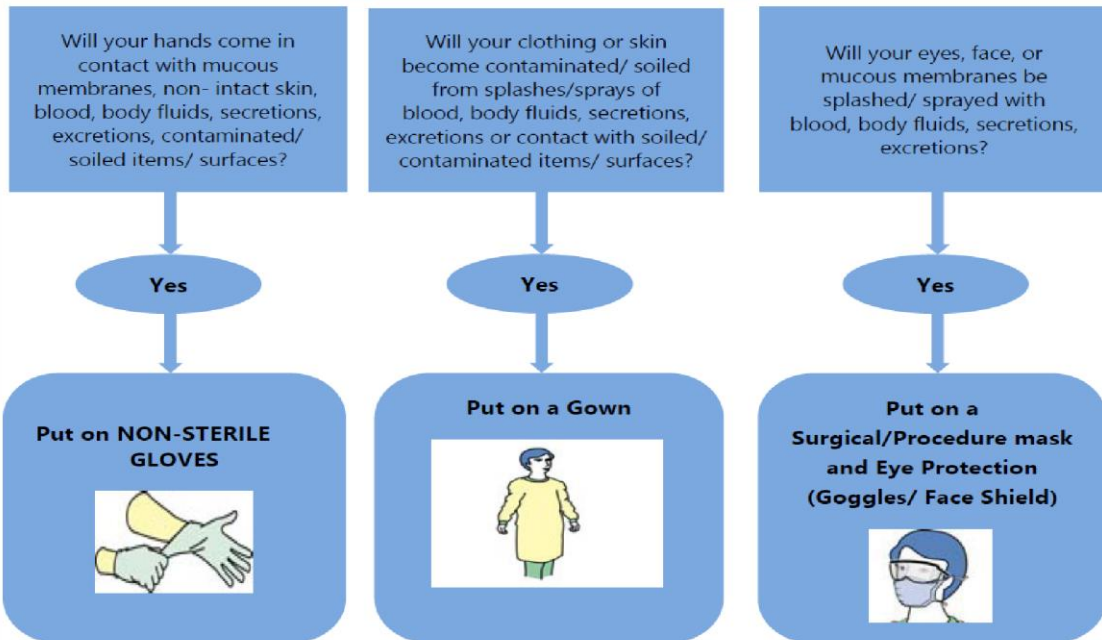 Will your hands come in
contact with mucous
membranes, non- intact skin,
blood, body fluids, secretions,
excretions, contaminated/
soiled items/ surfaces?
Yes
Put on NON-STERILE
GLOVES
Will your clothing or skin
become contaminated/ soiled
from splashes/sprays of
blood, body fluids, secretions,
excretions or contact with soiled/
contaminated items/ surfaces?
Yes
Put on a Gown
Will your eyes, face, or
mucous membranes be
splashed/ sprayed with
blood, body fluids, secretions,
excretions?
Yes
Put on a
Surgical/Procedure mask
and Eye Protection
(Goggles/ Face Shield)